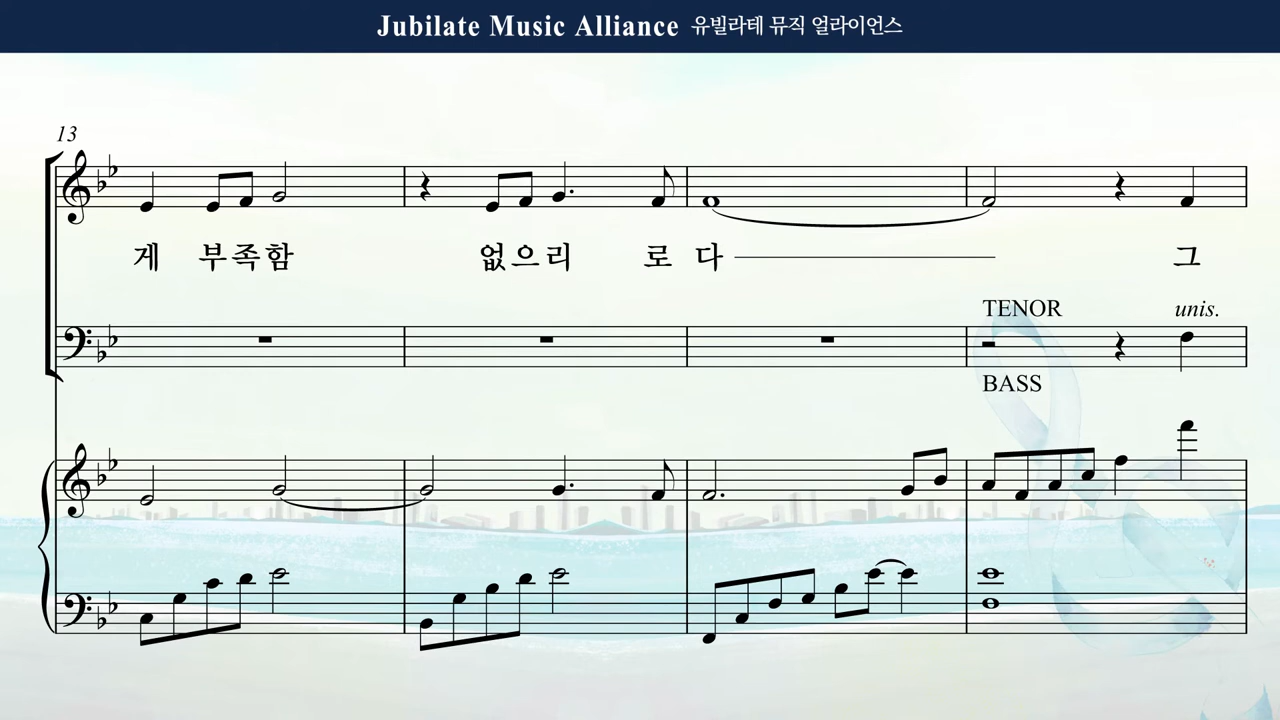 Jubilate Music Alliance 유빌라테 뮤직 얼라이언스
13
게 부족함 없으리 로 다 그
TENOR unis.
BASS